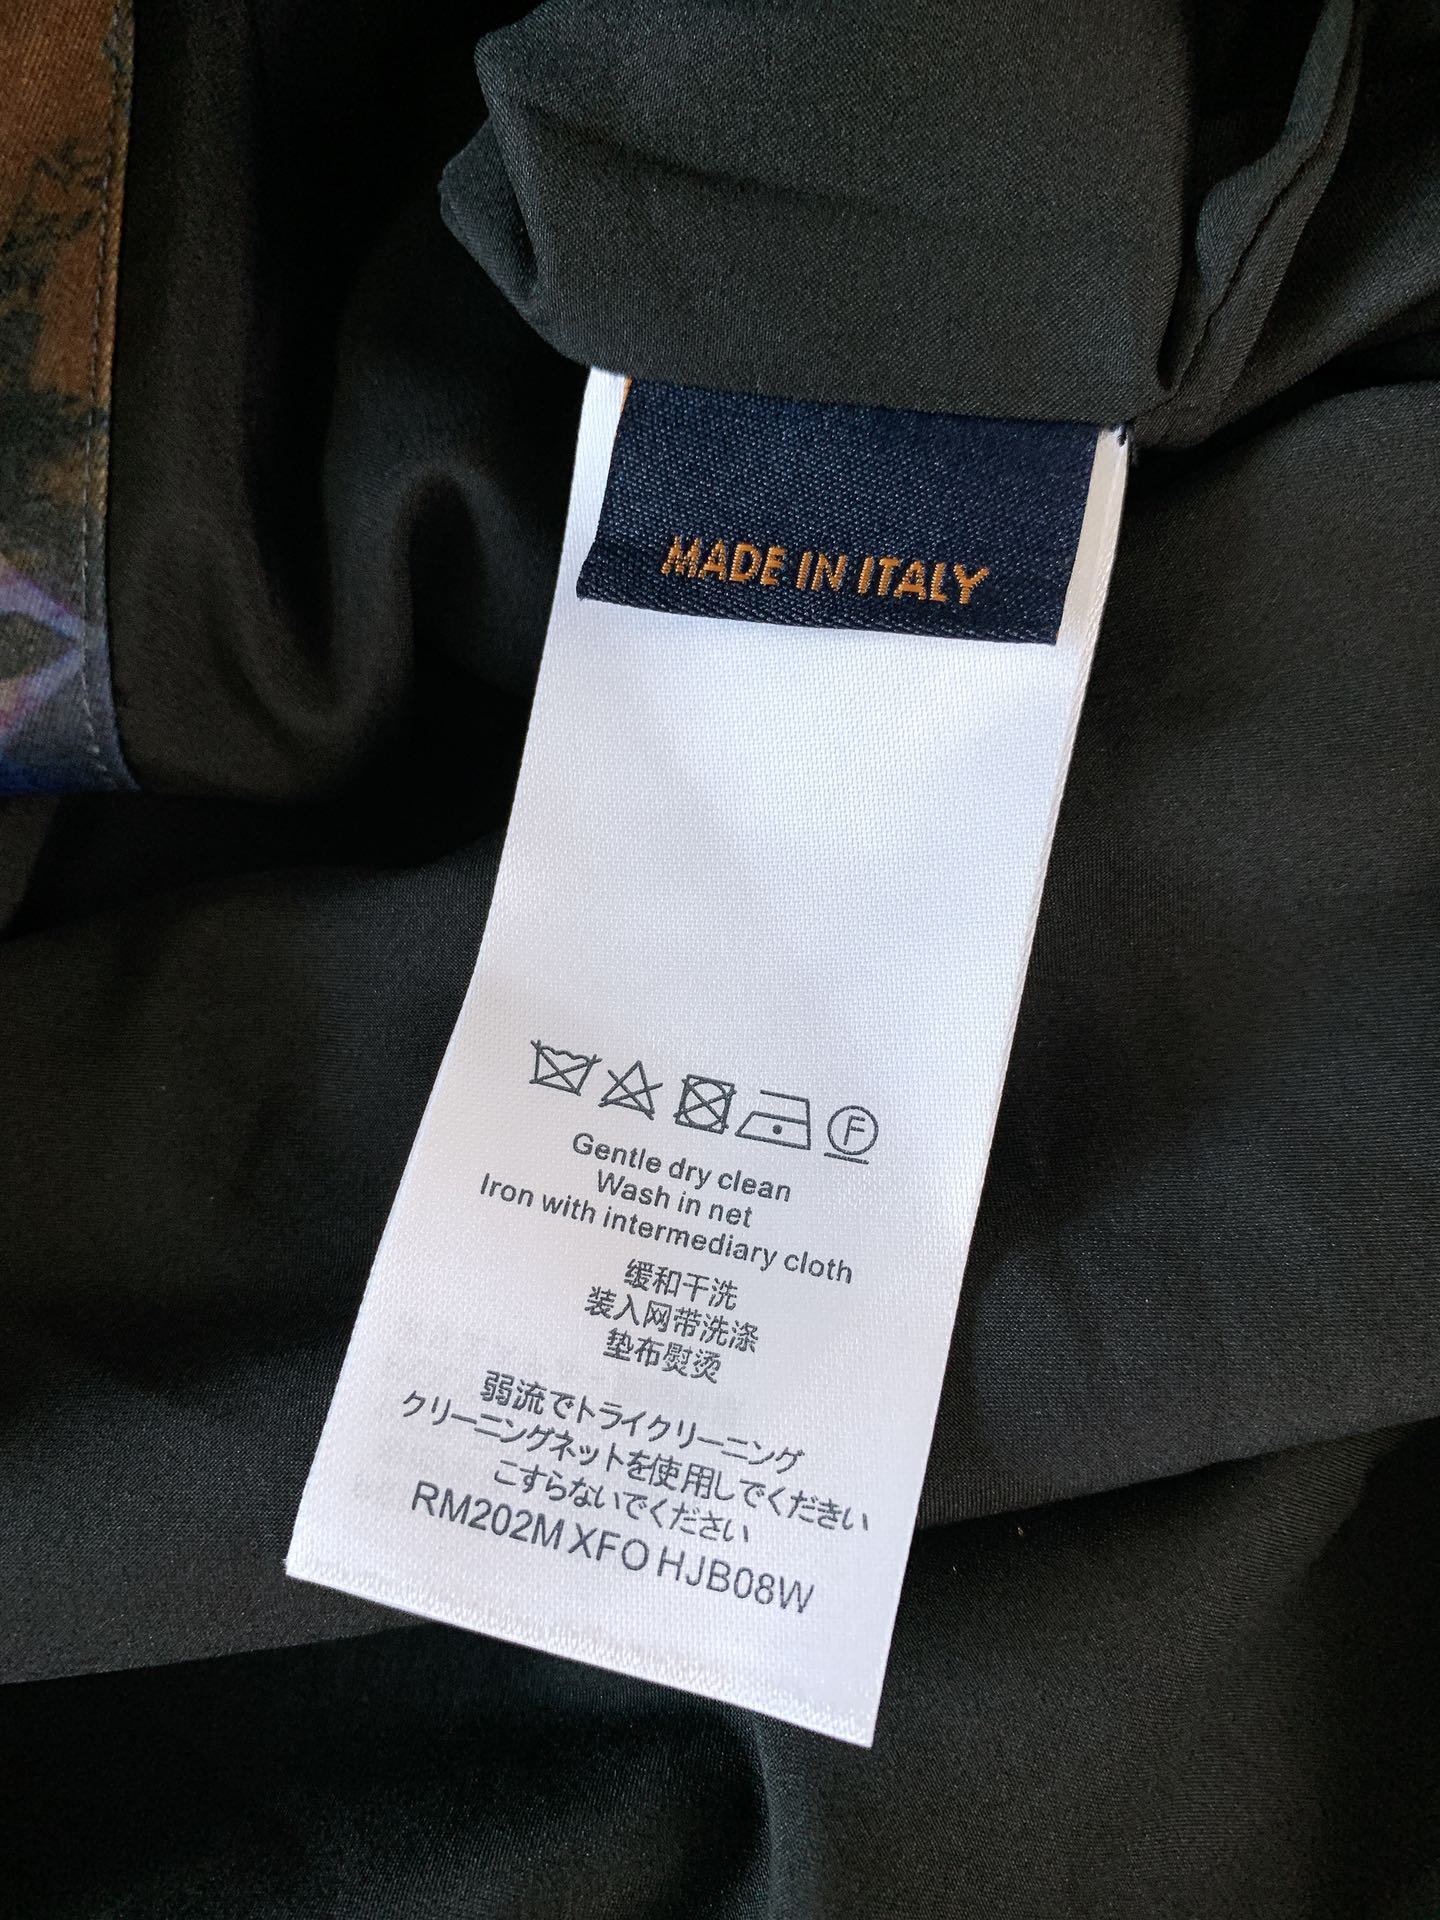 MADE IN ITALY
F
Gentle dry clean
Wash in net
Iron with intermediary cloth
缓和干洗
装入网带洗涤
垫布熨烫
弱流でトライクリーニング
クリーニングネットを使用しでください
こすらないでください
RM202M XFO HJB08W